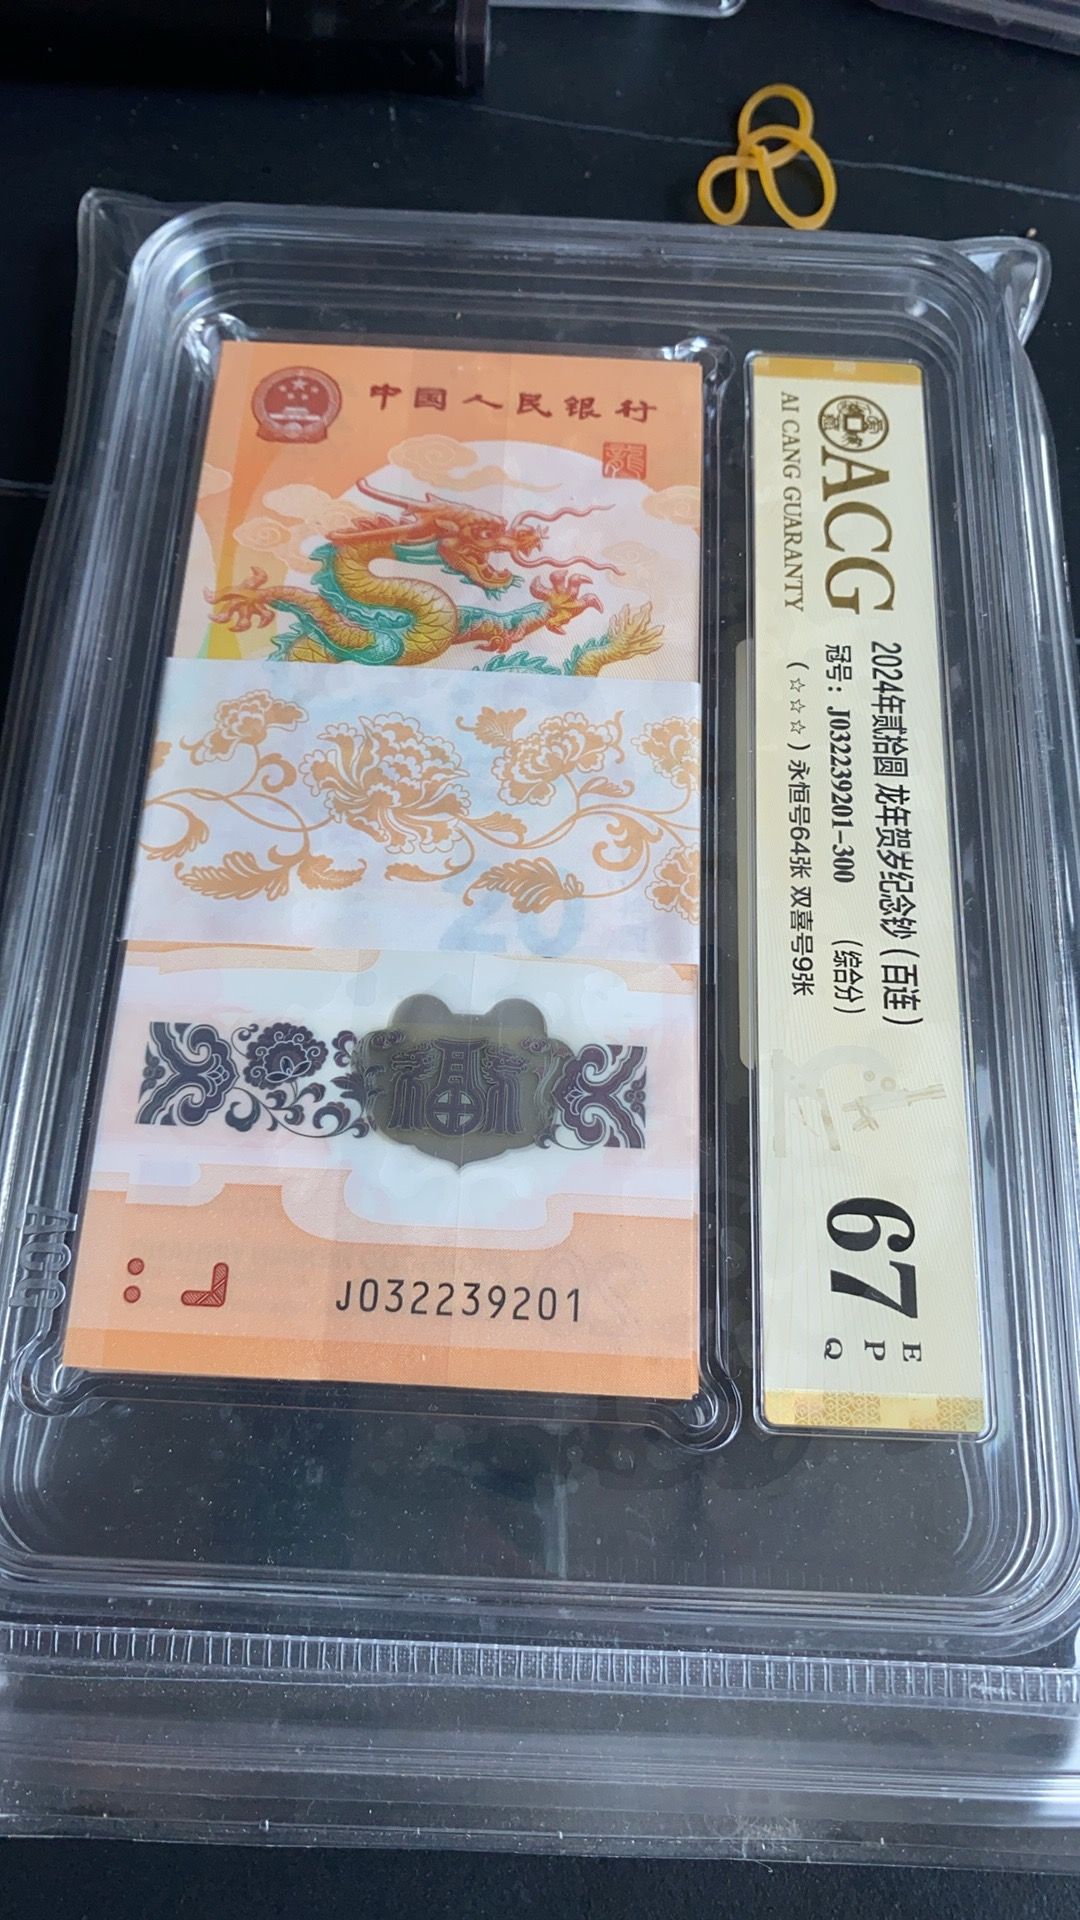 中国人民银行
龍
20
福
J032239201
ACG
AI CANG GUARANTY
2024年贰拾圆 龙年贺岁纪念钞（百连）
冠号：J032239201-300 （综合分）
（☆☆☆）永恒号64张 双喜号9张
67
E
P
Q
ACG